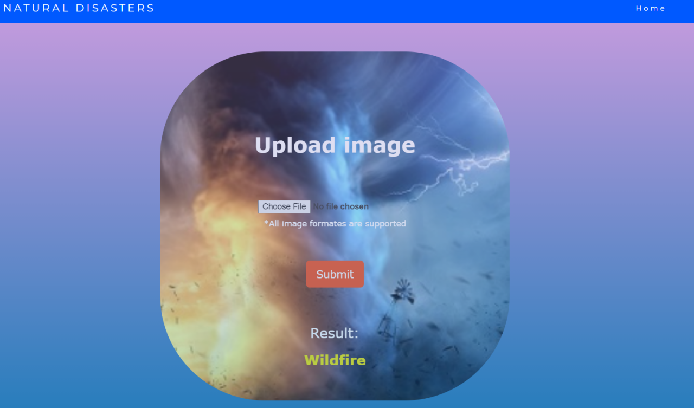 NATURAL DISASTERS
Home
Upload image
Choose File No file chosen
*All image formates are supported
Submit
Result:
Wildfire